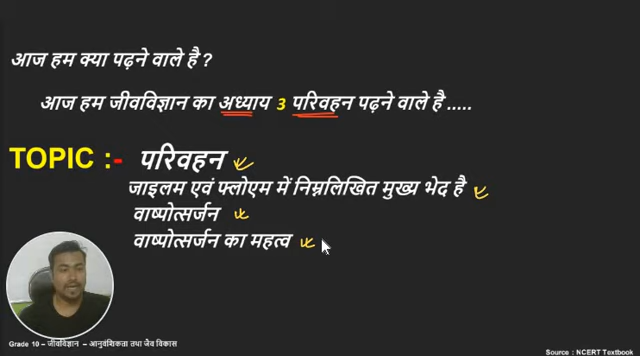 आज हम क्या पढ़ने वाले है ?
आज हम जीवविज्ञान का अध्याय 3 परिवहन पढ़ने वाले है .....
TOPIC :- परिवहन
जाइलम एवं फ्लोएम में निम्नलिखित मुख्य भेद है
वाष्पोत्सर्जन
वाष्पोत्सर्जन का महत्व
Grade 10 – जीवविज्ञान – आनुवंशिकता तथा जैव विकास
Source : NCERT Textbook